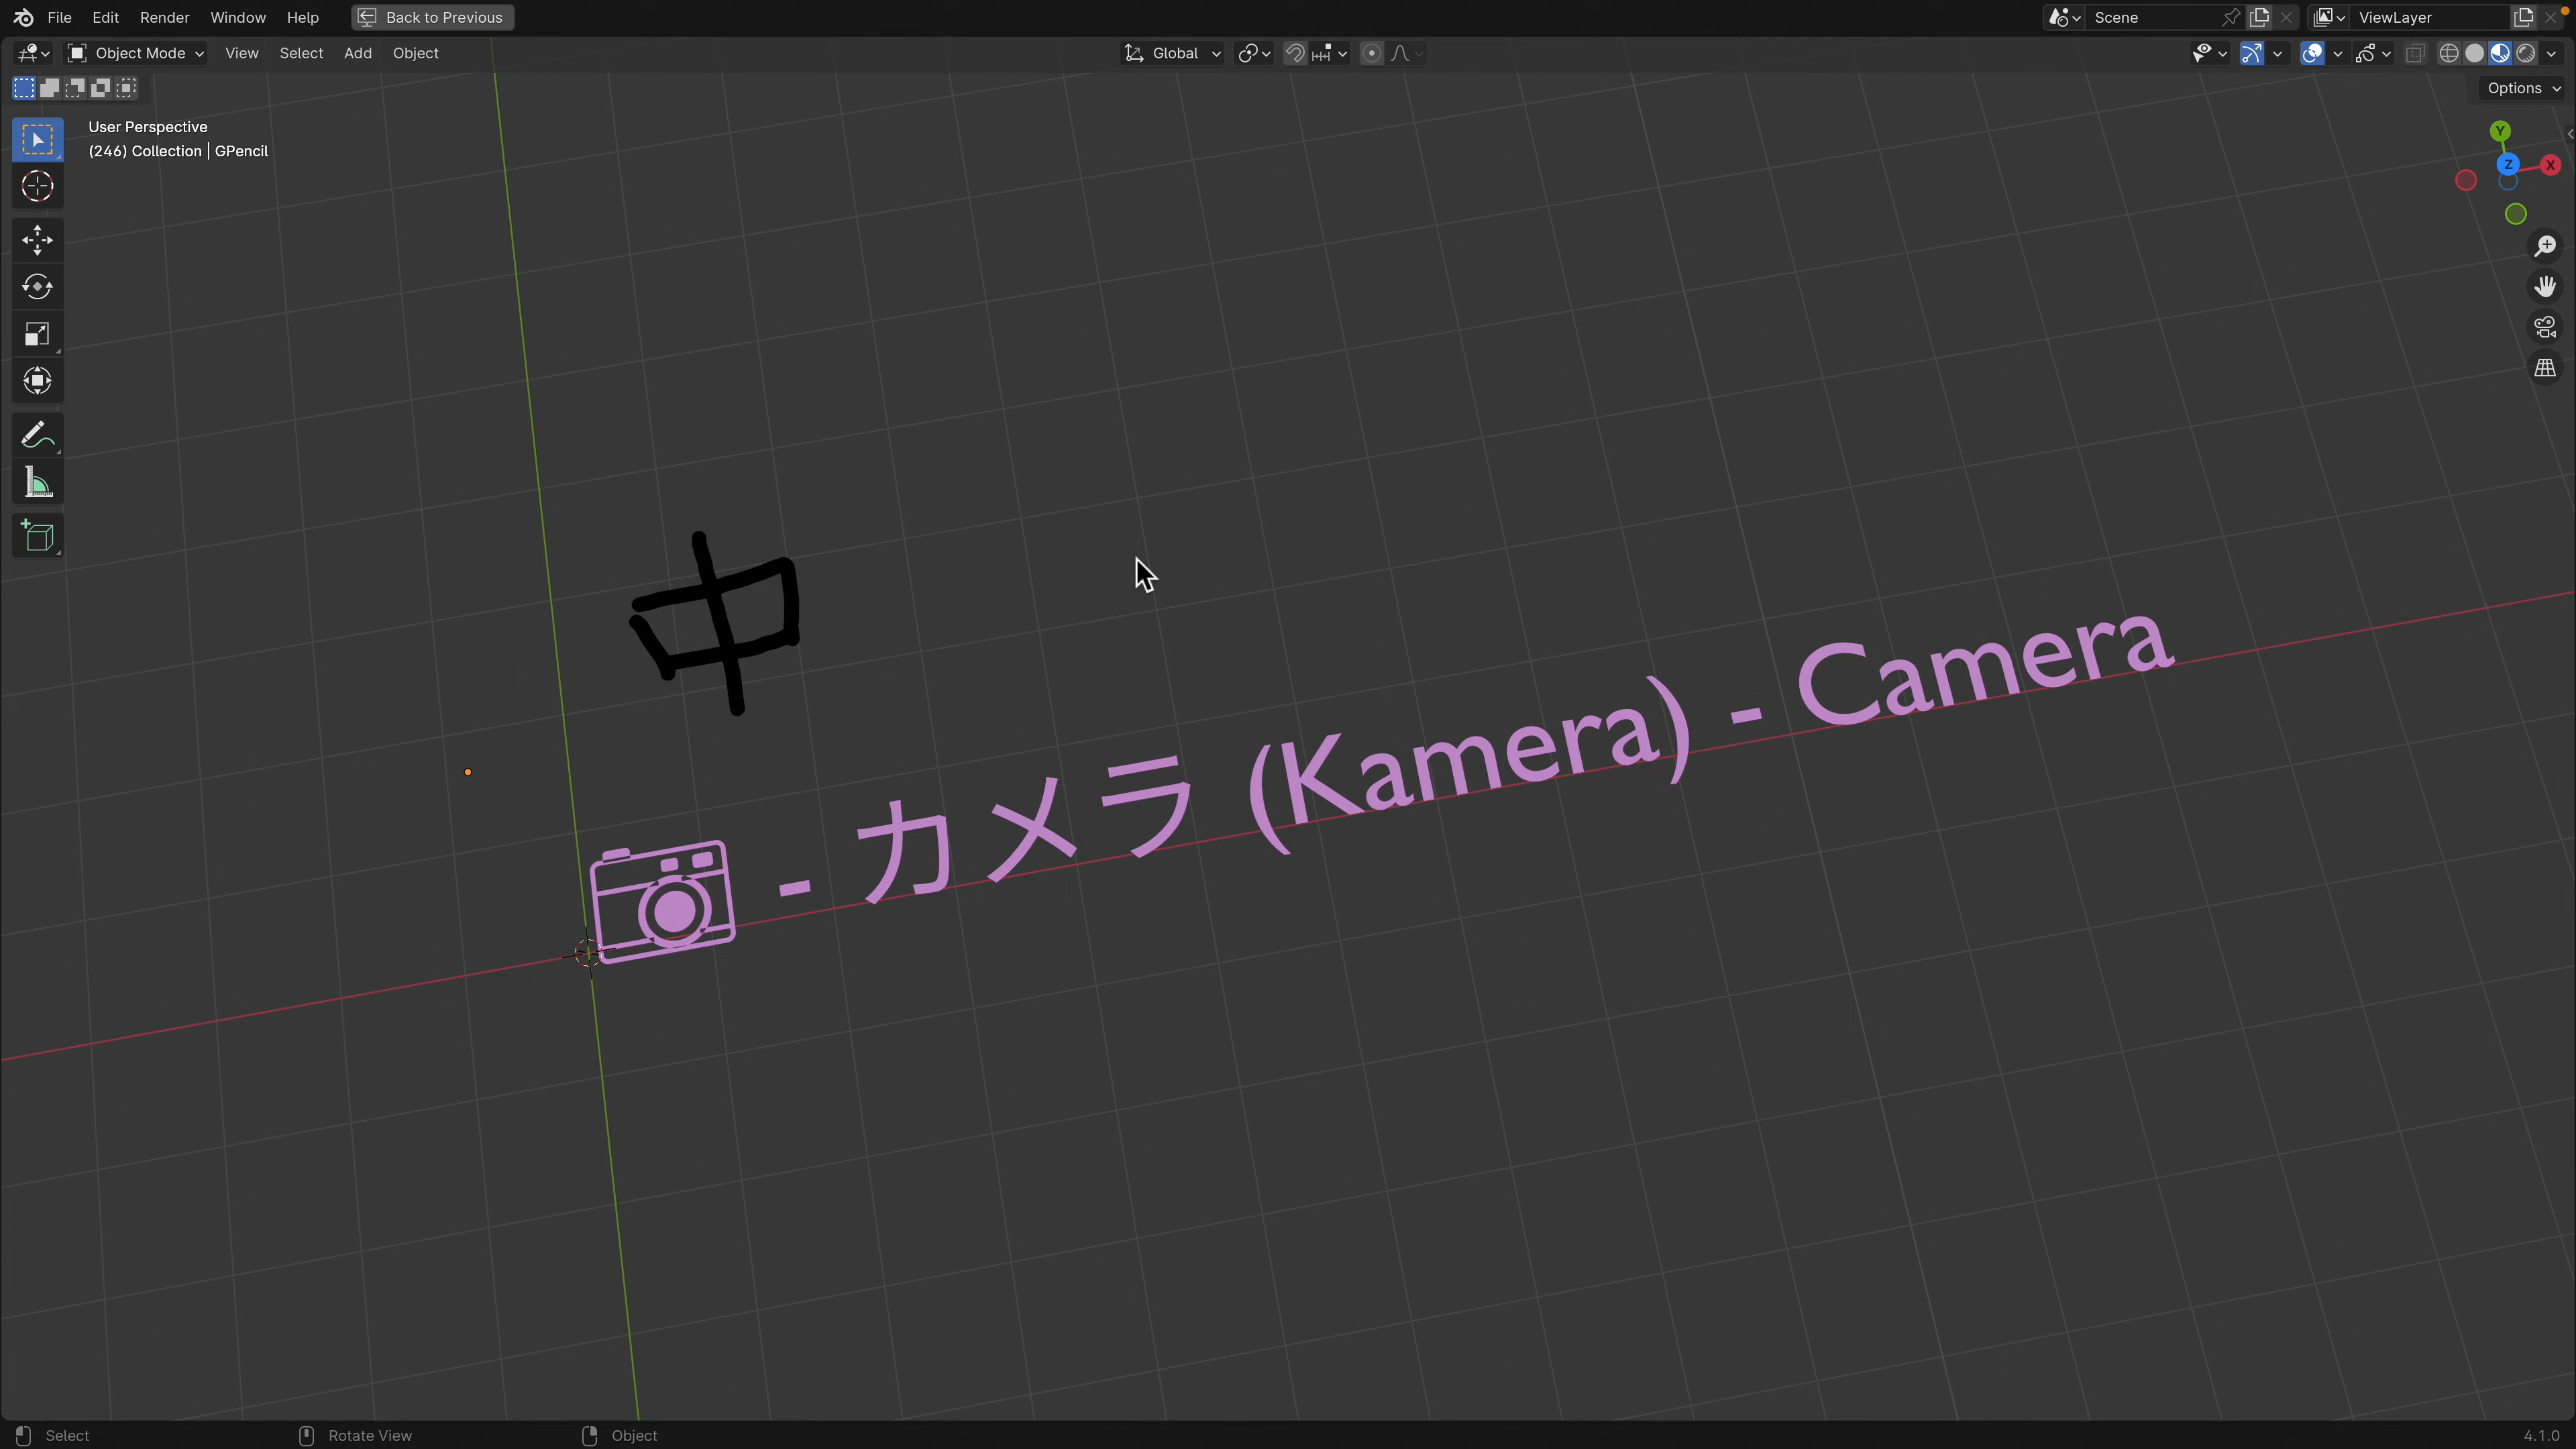 File Edit Render Window Help Back to Previous Scene ViewLayer
Object Mode View Select Add Object Global
Options
User Perspective
(246) Collection | GPencil
Y
Z X
中
📷 - カメラ (Kamera) - Camera
Select Rotate View Object 4.1.0